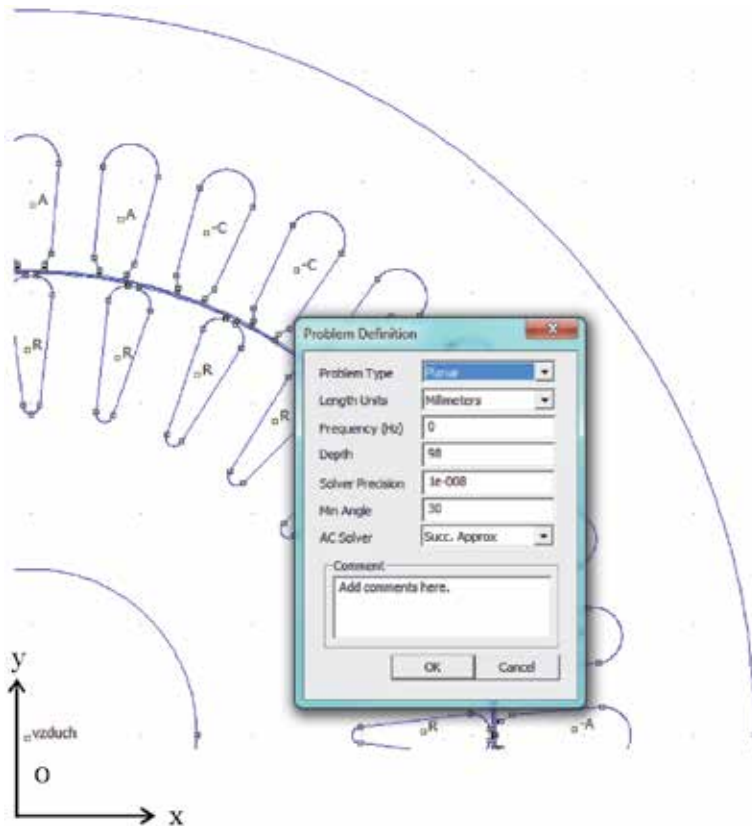 A
A
-C
-C
R
R
R
R
Problem Definition
Problem Type Planar
Length Units Millimeters
Frequency (Hz) 0
Depth 98
Solver Precision 1e-008
Min Angle 30
AC Solver Succ. Approx
Comment
Add comments here.
OK Cancel
y
vzduch
R
-A
O
x